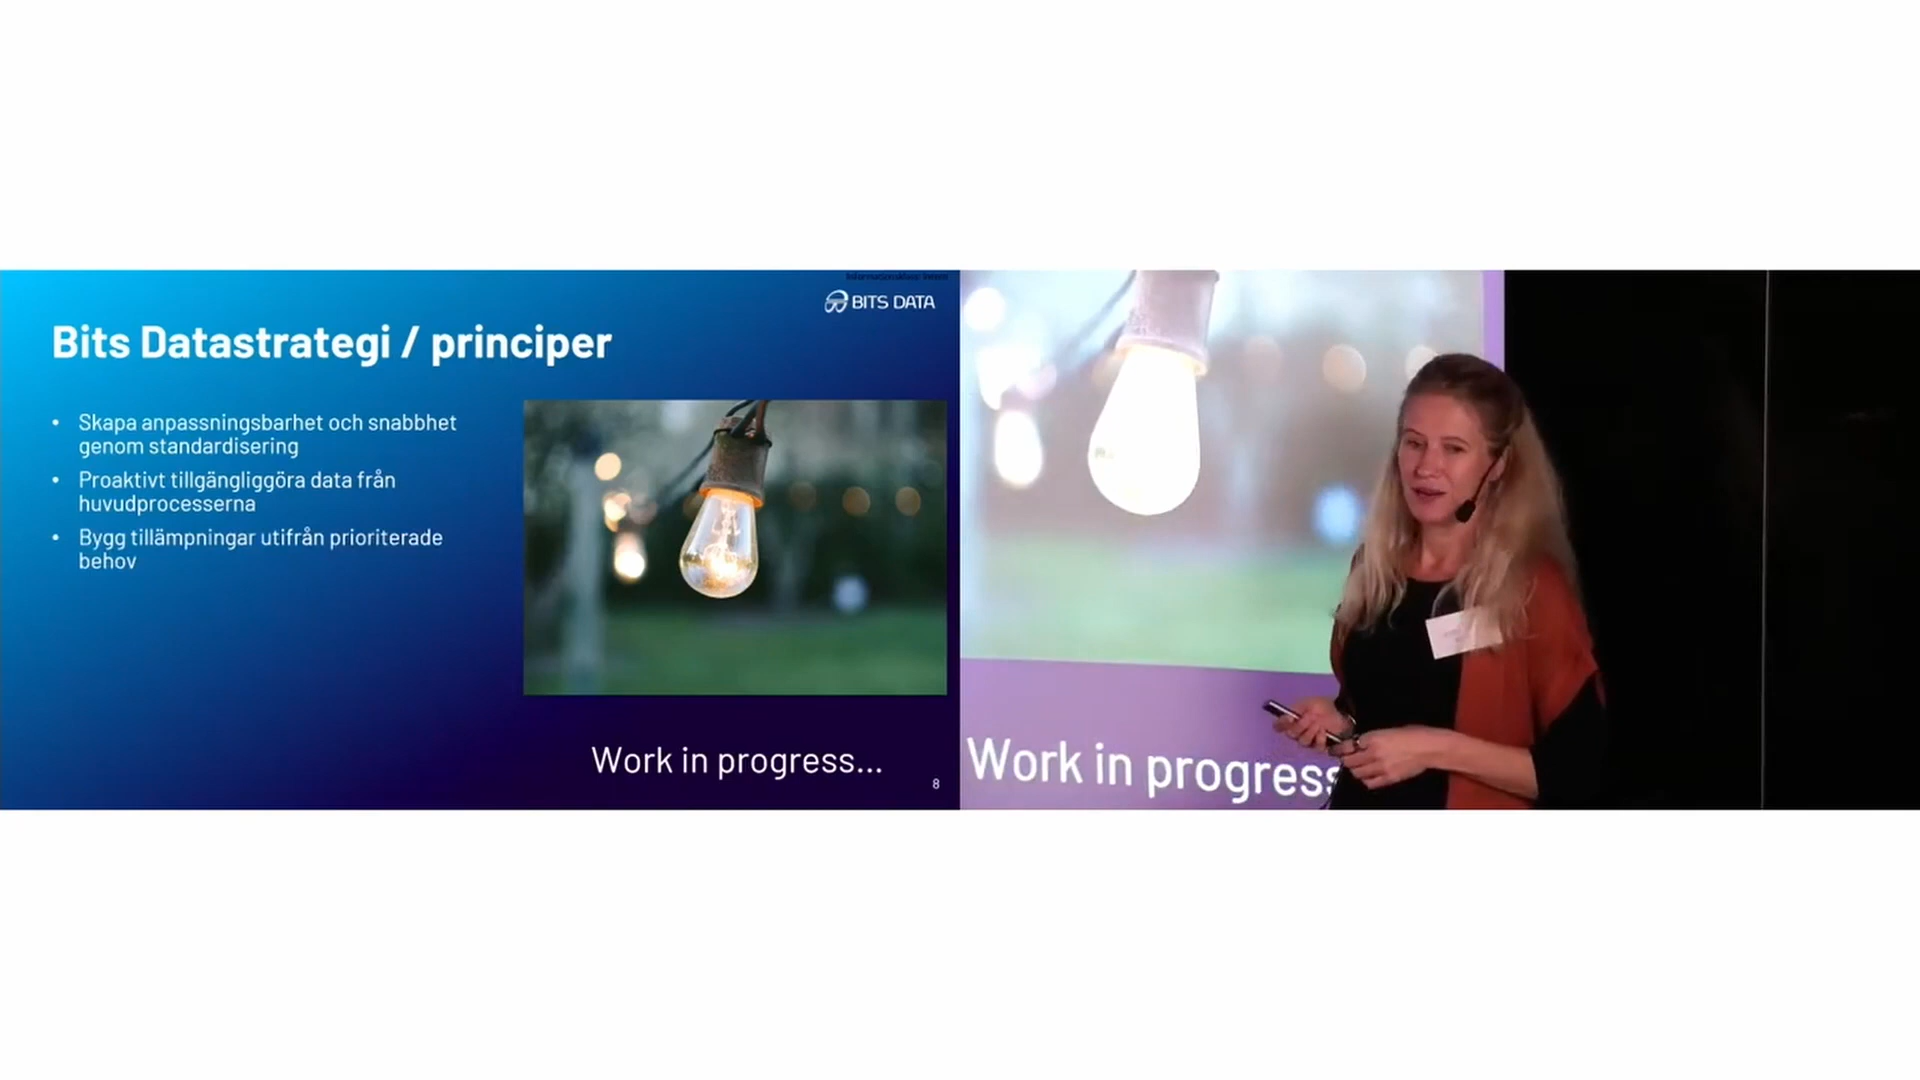 BITS DATA
Bits Datastrategi / principer
• Skapa anpassningsbarhet och snabbhet
genom standardisering
• Proaktivt tillgängliggöra data från
huvudprocesserna
• Bygg tillämpningar utifrån prioriterade
behov
Work in progress...
8
Work in progress